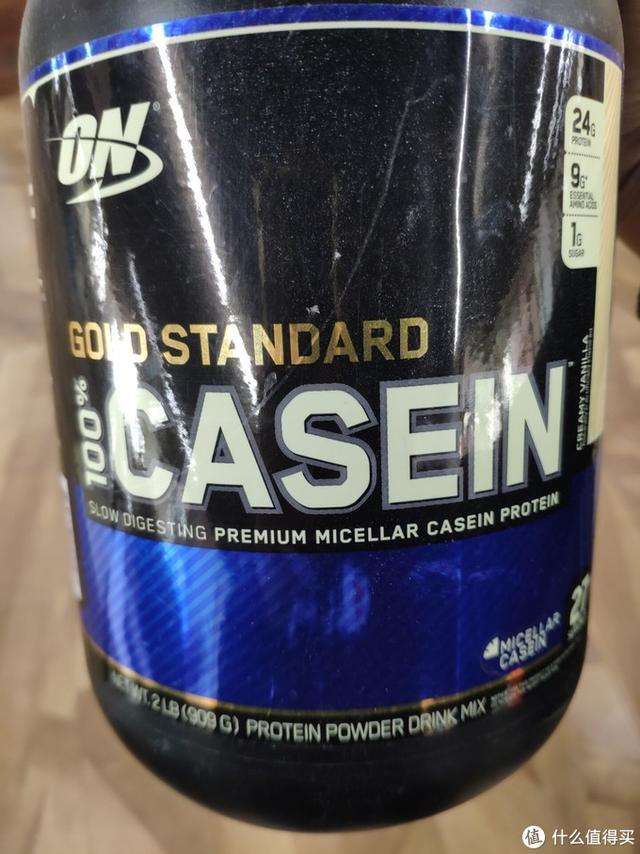 ON®
24G
PROTEIN
9G*
ESSENTIAL
AMINO ACIDS
1G
SUGAR
GOLD STANDARD
100%
CASEIN
CREAMY VANILLA
SLOW DIGESTING PREMIUM MICELLAR CASEIN PROTEIN
MICELLAR
CASEIN
NET WT. 2 LB (909 G) PROTEIN POWDER DRINK MIX
值 什么值得买